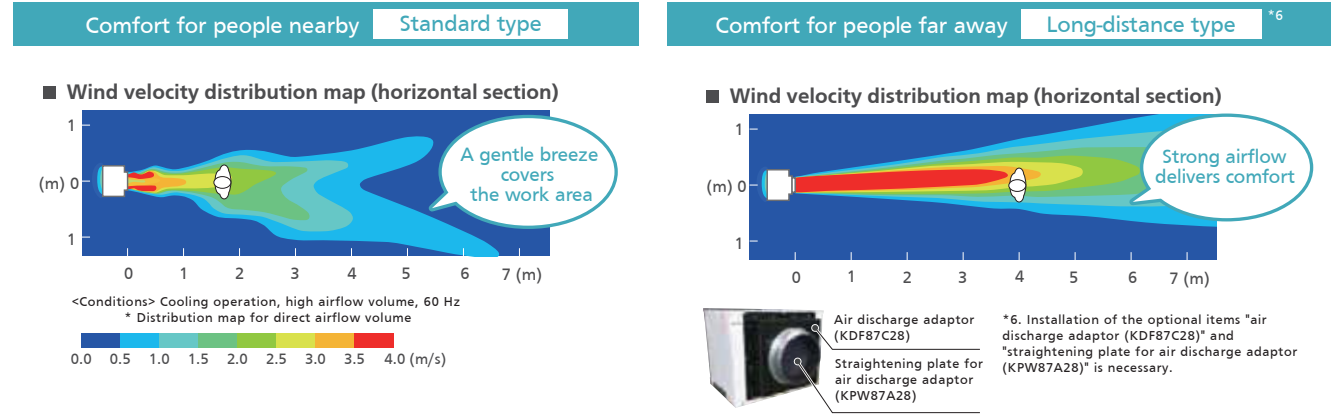 Comfort for people nearby Standard type
■ Wind velocity distribution map (horizontal section)
1
(m) 0
1
A gentle breeze
covers
the work area
0 1 2 3 4 5 6 7 (m)
<Conditions> Cooling operation, high airflow volume, 60 Hz
* Distribution map for direct airflow volume
0.0 0.5 1.0 1.5 2.0 2.5 3.0 3.5 4.0 (m/s)
Comfort for people far away Long-distance type *6
■ Wind velocity distribution map (horizontal section)
1
(m) 0
1
Strong airflow
delivers comfort
0 1 2 3 4 5 6 7 (m)
Air discharge adaptor
(KDF87C28)
Straightening plate for
air discharge adaptor
(KPW87A28)
*6. Installation of the optional items "air
discharge adaptor (KDF87C28)" and
"straightening plate for air discharge adaptor
(KPW87A28)" is necessary.